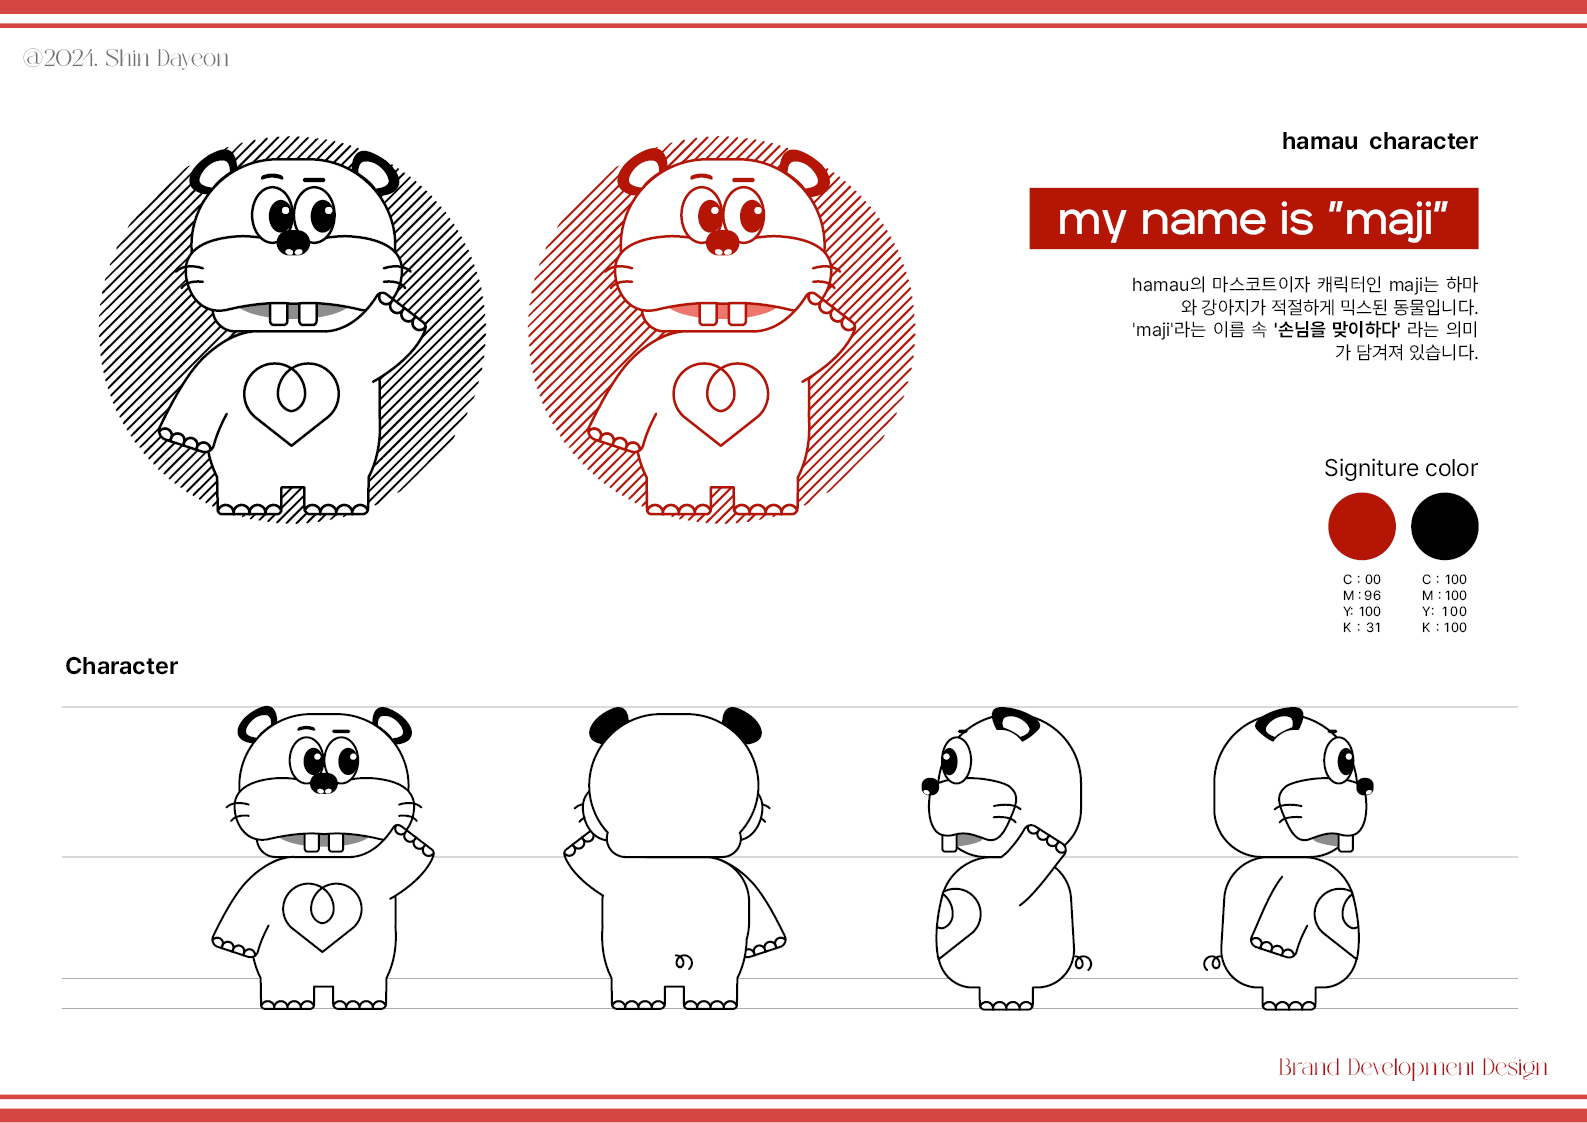 @2024. Shin Dayeon
hamau character
my name is "maji"
hamau의 마스코트이자 캐릭터인 maji는 하마
와 강아지가 적절하게 믹스된 동물입니다.
'maji'라는 이름 속 '손님을 맞이하다' 라는 의미
가 담겨져 있습니다.
Signiture color
C : 00
M : 96
Y: 100
K : 31
C : 100
M : 100
Y: 100
K : 100
Character
Brand Development Design